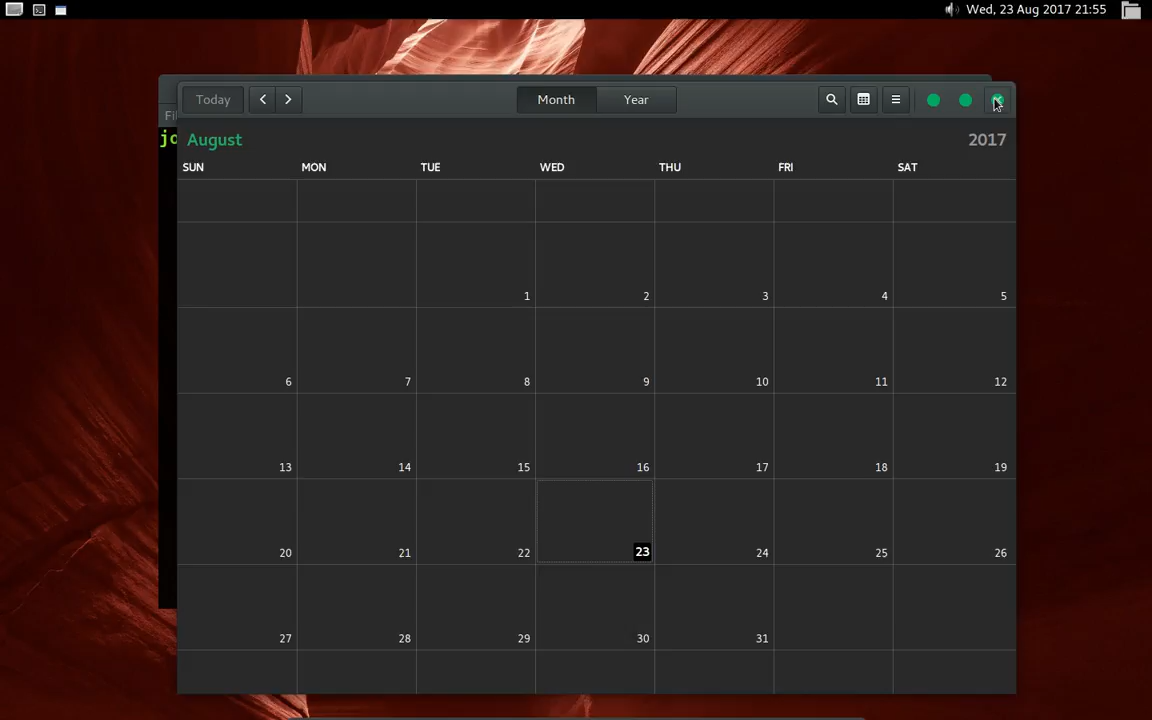 Wed, 23 Aug 2017 21:55
Today Month Year
Fi
jo
August 2017
SUN MON TUE WED THU FRI SAT
1 2 3 4 5
6 7 8 9 10 11 12
13 14 15 16 17 18 19
20 21 22 23 24 25 26
27 28 29 30 31